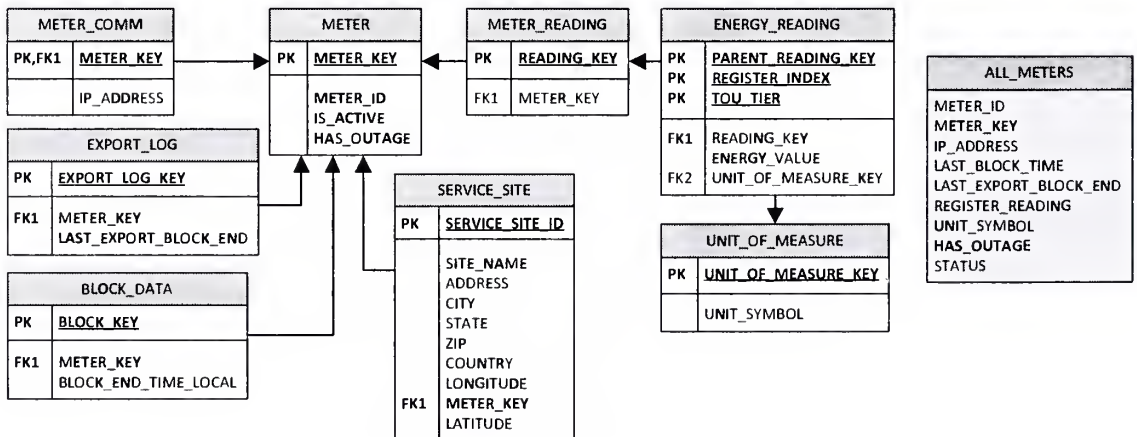 METER_COMM
PK,FK1 METER_KEY
IP_ADDRESS
METER
PK METER_KEY
METER_ID
IS_ACTIVE
HAS_OUTAGE
METER_READING
PK READING_KEY
FK1 METER_KEY
ENERGY_READING
PK PARENT_READING_KEY
PK REGISTER_INDEX
PK TOU_TIER
FK1 READING_KEY
ENERGY_VALUE
FK2 UNIT_OF_MEASURE_KEY
ALL_METERS
METER_ID
METER_KEY
IP_ADDRESS
LAST_BLOCK_TIME
LAST_EXPORT_BLOCK_END
REGISTER_READING
UNIT_SYMBOL
HAS_OUTAGE
STATUS
EXPORT_LOG
PK EXPORT_LOG_KEY
FK1 METER_KEY
LAST_EXPORT_BLOCK_END
SERVICE_SITE
PK SERVICE_SITE_ID
SITE_NAME
ADDRESS
CITY
STATE
ZIP
COUNTRY
LONGITUDE
FK1 METER_KEY
LATITUDE
UNIT_OF_MEASURE
PK UNIT_OF_MEASURE_KEY
UNIT_SYMBOL
BLOCK_DATA
PK BLOCK_KEY
FK1 METER_KEY
BLOCK_END_TIME_LOCAL